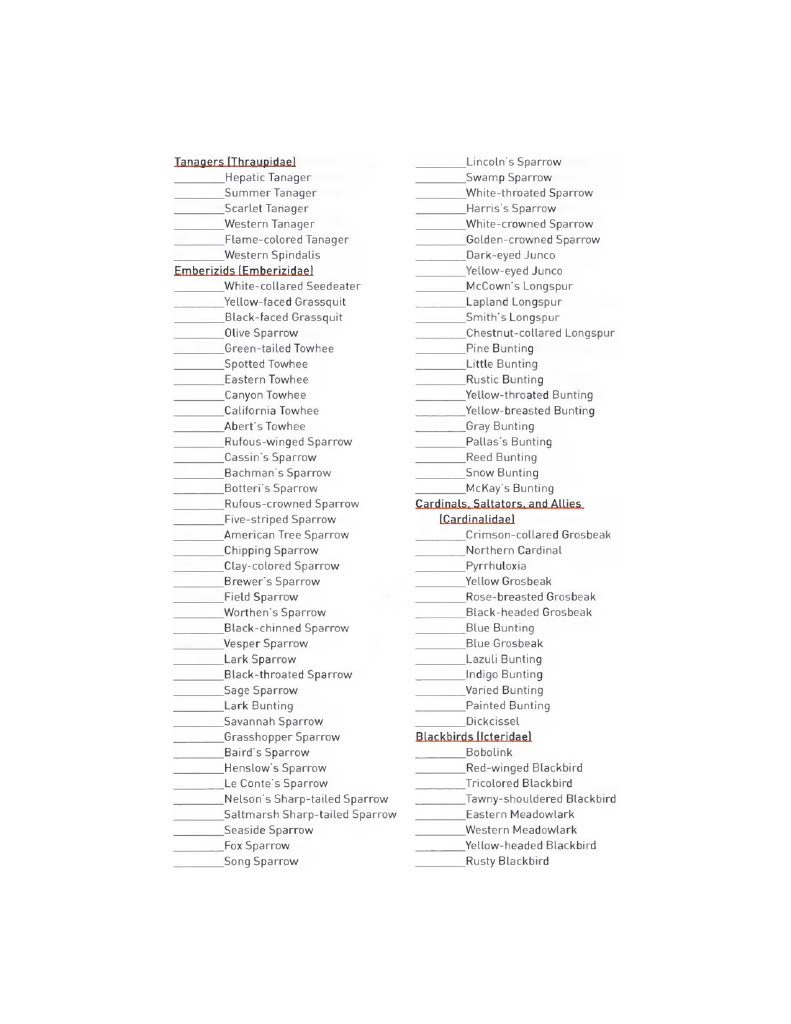 Tanagers (Thraupidae)
________Hepatic Tanager
________Summer Tanager
________Scarlet Tanager
________Western Tanager
________Flame-colored Tanager
________Western Spindalis
Emberizids (Emberizidae)
________White-collared Seedeater
________Yellow-faced Grassquit
________Black-faced Grassquit
________Olive Sparrow
________Green-tailed Towhee
________Spotted Towhee
________Eastern Towhee
________Canyon Towhee
________California Towhee
________Abert's Towhee
________Rufous-winged Sparrow
________Cassin's Sparrow
________Bachman's Sparrow
________Botteri's Sparrow
________Rufous-crowned Sparrow
________Five-striped Sparrow
________American Tree Sparrow
________Chipping Sparrow
________Clay-colored Sparrow
________Brewer's Sparrow
________Field Sparrow
________Worthen's Sparrow
________Black-chinned Sparrow
________Vesper Sparrow
________Lark Sparrow
________Black-throated Sparrow
________Sage Sparrow
________Lark Bunting
________Savannah Sparrow
________Grasshopper Sparrow
________Baird's Sparrow
________Henslow's Sparrow
________Le Conte's Sparrow
________Nelson's Sharp-tailed Sparrow
________Saltmarsh Sharp-tailed Sparrow
________Seaside Sparrow
________Fox Sparrow
________Song Sparrow
________Lincoln's Sparrow
________Swamp Sparrow
________White-throated Sparrow
________Harris's Sparrow
________White-crowned Sparrow
________Golden-crowned Sparrow
________Dark-eyed Junco
________Yellow-eyed Junco
________McCown's Longspur
________Lapland Longspur
________Smith's Longspur
________Chestnut-collared Longspur
________Pine Bunting
________Little Bunting
________Rustic Bunting
________Yellow-throated Bunting
________Yellow-breasted Bunting
________Gray Bunting
________Pallas's Bunting
________Reed Bunting
________Snow Bunting
________McKay's Bunting
Cardinals, Saltators, and Allies
(Cardinalidae)
________Crimson-collared Grosbeak
________Northern Cardinal
________Pyrrhuloxia
________Yellow Grosbeak
________Rose-breasted Grosbeak
________Black-headed Grosbeak
________Blue Bunting
________Blue Grosbeak
________Lazuli Bunting
________Indigo Bunting
________Varied Bunting
________Painted Bunting
________Dickcissel
Blackbirds (Icteridae)
________Bobolink
________Red-winged Blackbird
________Tricolored Blackbird
________Tawny-shouldered Blackbird
________Eastern Meadowlark
________Western Meadowlark
________Yellow-headed Blackbird
________Rusty Blackbird